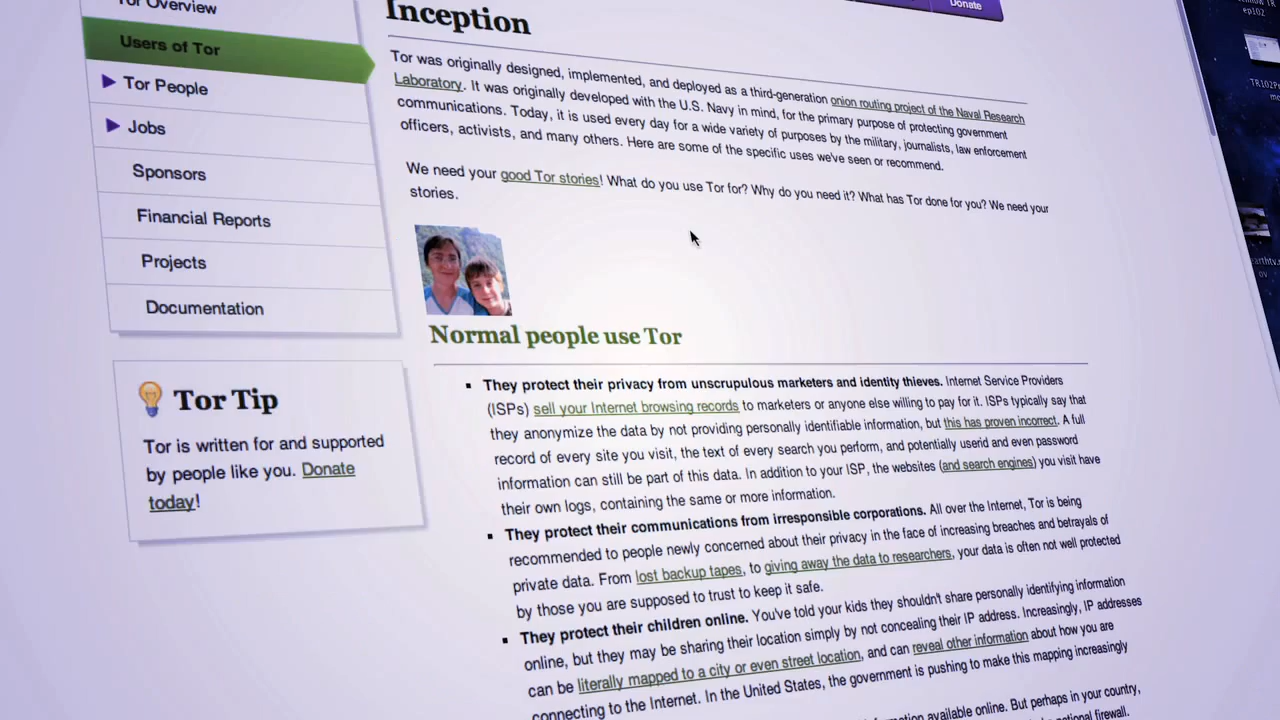 Tor Overview
Users of Tor
Tor People
Jobs
Sponsors
Financial Reports
Projects
Documentation
Tor Tip
Tor is written for and supported
by people like you. Donate
today!
Donate
Inception
Tor was originally designed, implemented, and deployed as a third-generation onion routing project of the Naval Research
Laboratory. It was originally developed with the U.S. Navy in mind, for the primary purpose of protecting government
communications. Today, it is used every day for a wide variety of purposes by the military, journalists, law enforcement
officers, activists, and many others. Here are some of the specific uses we've seen or recommend.
We need your good Tor stories! What do you use Tor for? Why do you need it? What has Tor done for you? We need your
stories.
Normal people use Tor
They protect their privacy from unscrupulous marketers and identity thieves. Internet Service Providers
(ISPs) sell your Internet browsing records to marketers or anyone else willing to pay for it. ISPs typically say that
they anonymize the data by not providing personally identifiable information, but this has proven incorrect. A full
record of every site you visit, the text of every search you perform, and potentially userid and even password
information can still be part of this data. In addition to your ISP, the websites (and search engines) you visit have
their own logs, containing the same or more information.
They protect their communications from irresponsible corporations. All over the Internet, Tor is being
recommended to people newly concerned about their privacy in the face of increasing breaches and betrayals of
private data. From lost backup tapes, to giving away the data to researchers, your data is often not well protected
by those you are supposed to trust to keep it safe.
They protect their children online. You've told your kids they shouldn't share personally identifying information
online, but they may be sharing their location simply by not concealing their IP address. Increasingly, IP addresses
can be literally mapped to a city or even street location, and can reveal other information about how you are
connecting to the Internet. In the United States, the government is pushing to make this mapping increasingly
information available online. But perhaps in your country,
national firewall.
ep102